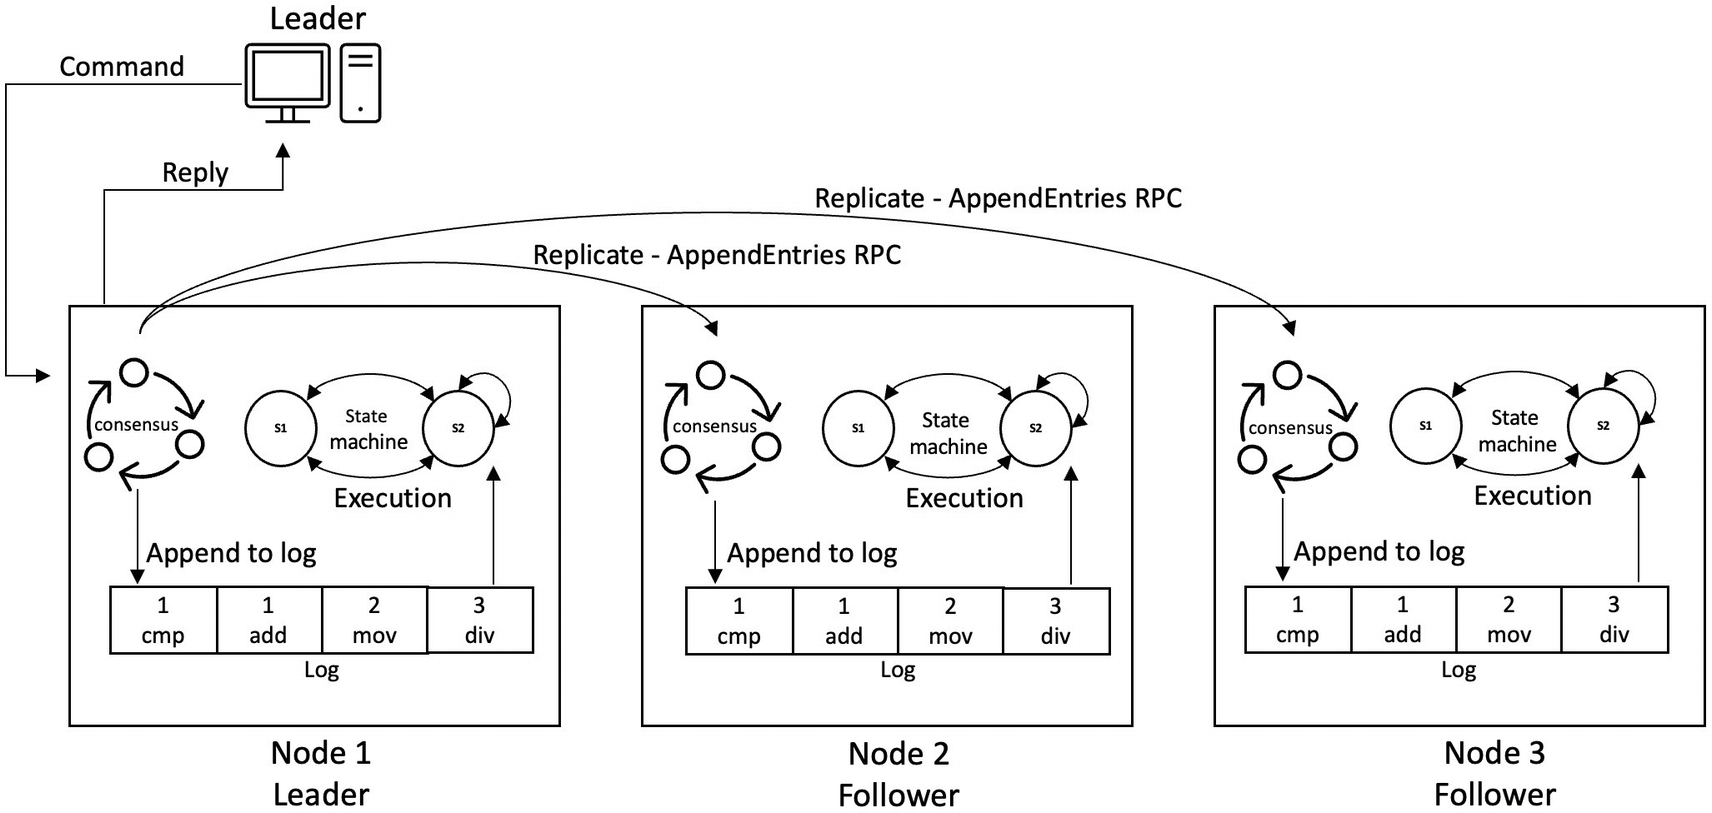 Leader
Command
Reply
Replicate - AppendEntries RPC
Replicate - AppendEntries RPC
consensus
S1
State
machine
S2
Execution
Append to log
1 1 2 3
cmp add mov div
Log
Node 1
Leader
consensus
S1
State
machine
S2
Execution
Append to log
1 1 2 3
cmp add mov div
Log
Node 2
Follower
consensus
S1
State
machine
S2
Execution
Append to log
1 1 2 3
cmp add mov div
Log
Node 3
Follower